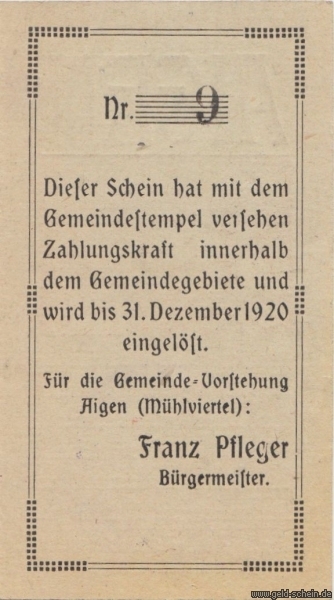 Nr. 9
Dieſer Schein hat mit dem
Gemeindeſtempel verſehen
Zahlungskraft innerhalb
dem Gemeindegebiete und
wird bis 31. Dezember 1920
eingelöſt.
Für die Gemeinde-Vorſtehung
Aigen (Mühlviertel):
Franz Pfleger
Bürgermeiſter.
www.geld-schein.de